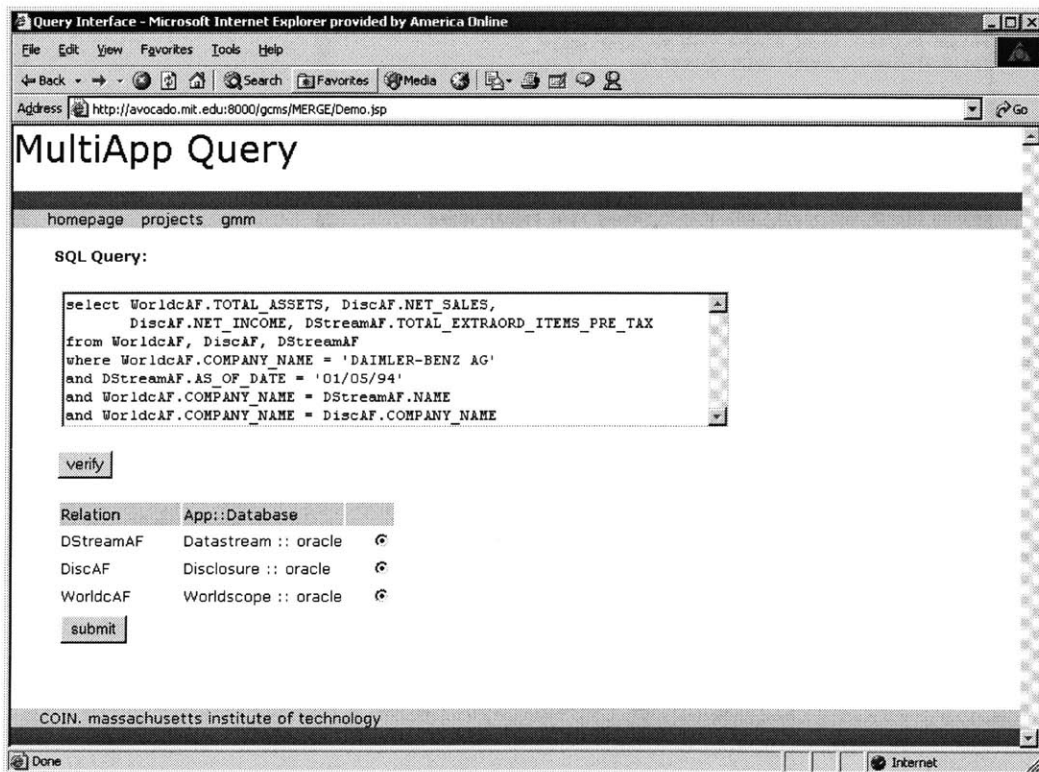 Query Interface - Microsoft Internet Explorer provided by America Online
File Edit View Favorites Tools Help
Back Search Favorites Media
Address http://avocado.mit.edu:8000/gcms/MERGE/Demo.jsp Go
MultiApp Query
homepage projects gmm
SQL Query:
select WorldcAF.TOTAL_ASSETS, DiscAF.NET_SALES,
DiscAF.NET_INCOME, DStreamAF.TOTAL_EXTRAORD_ITEMS_PRE_TAX
from WorldcAF, DiscAF, DStreamAF
where WorldcAF.COMPANY_NAME = 'DAIMLER-BENZ AG'
and DStreamAF.AS_OF_DATE = '01/05/94'
and WorldcAF.COMPANY_NAME = DStreamAF.NAME
and WorldcAF.COMPANY_NAME = DiscAF.COMPANY_NAME
verify
Relation App::Database
DStreamAF Datastream :: oracle
DiscAF Disclosure :: oracle
WorldcAF Worldscope :: oracle
submit
COIN. massachusetts institute of technology
Done Internet